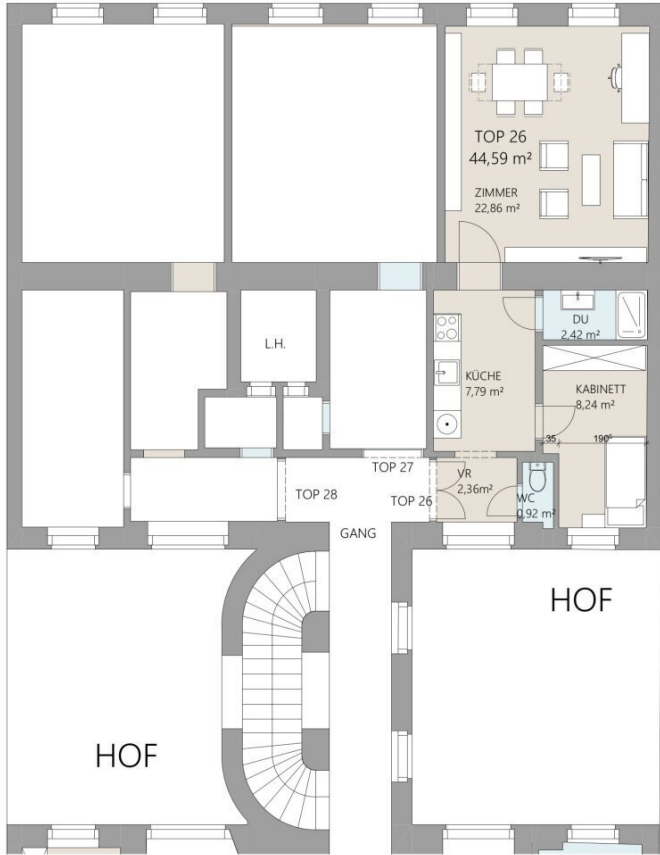 TOP 26
44,59 m²
ZIMMER
22,86 m²
DU
2,42 m²
L.H.
KÜCHE
7,79 m²
KABINETT
8,24 m²
35
190⁵
TOP 27
VR
2,36m²
TOP 28
TOP 26
WC
0,92 m²
GANG
HOF
HOF